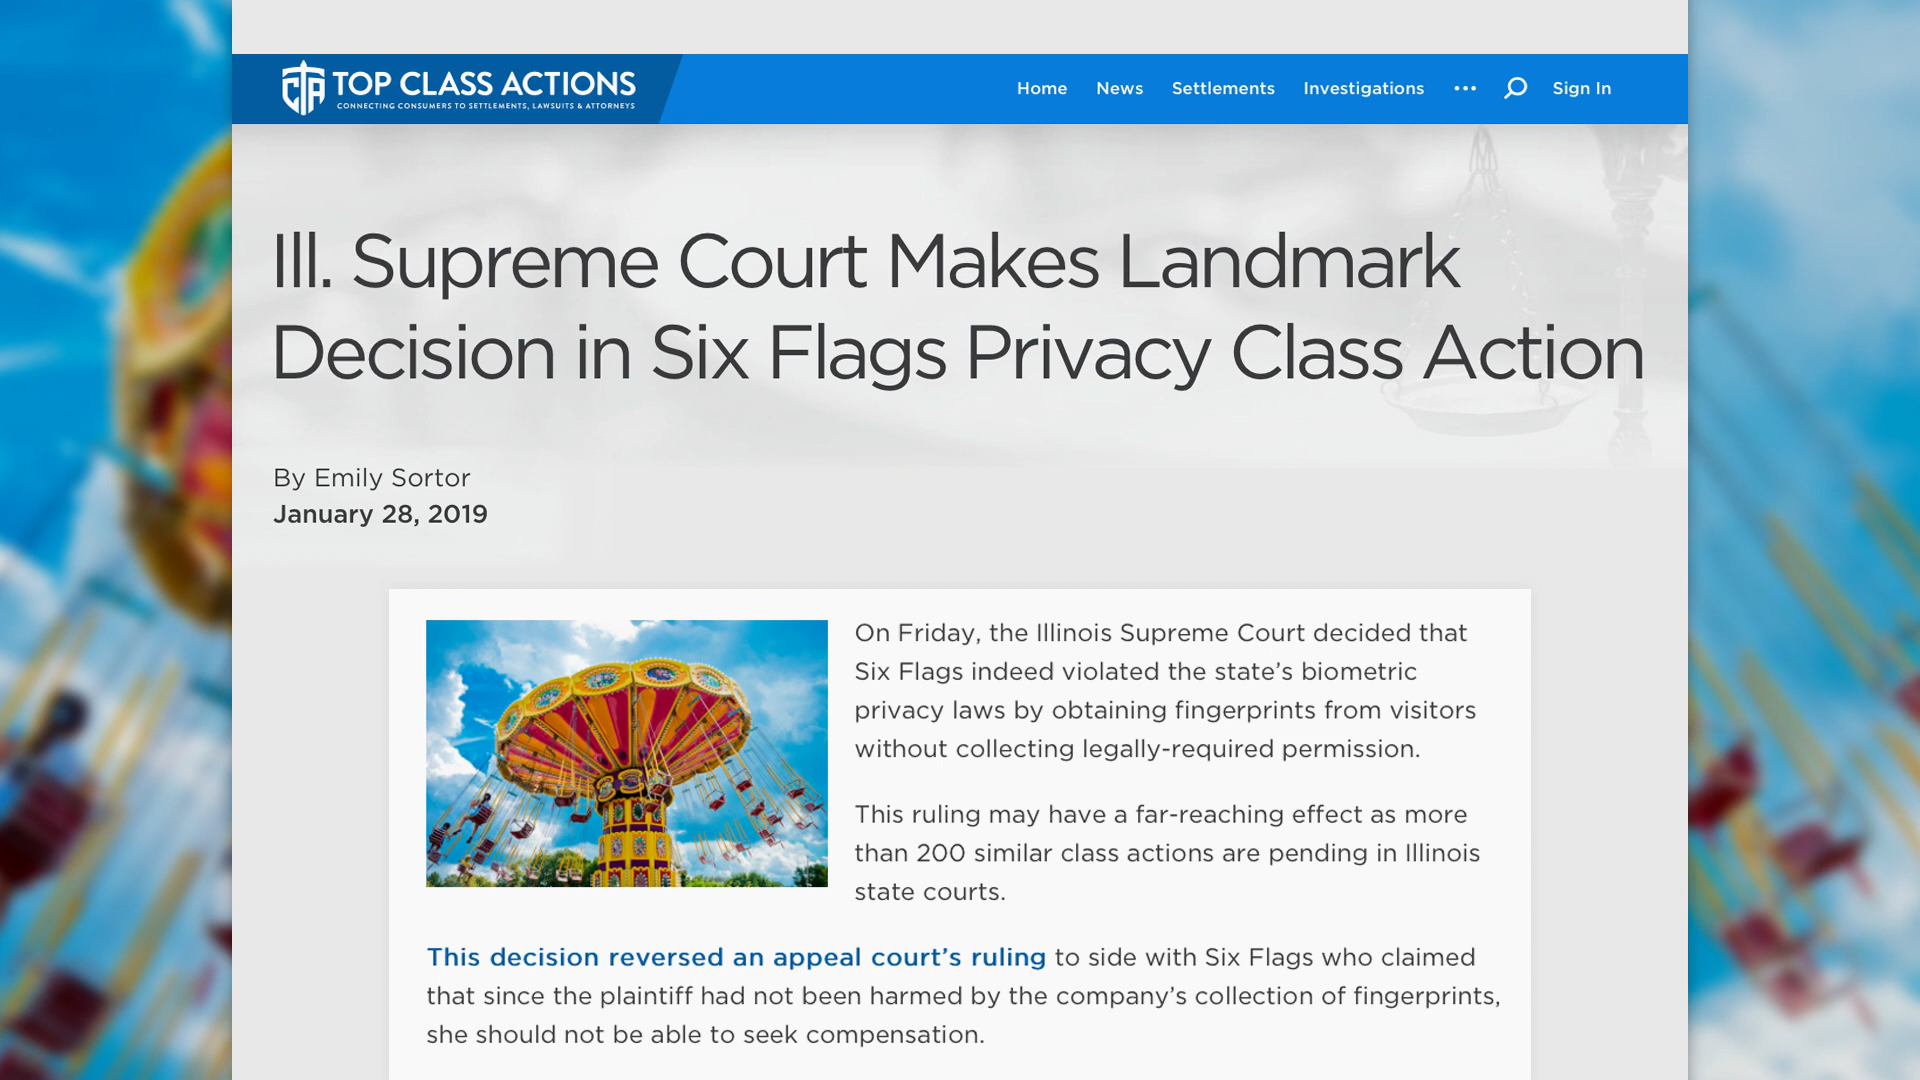 TOP CLASS ACTIONS
CONNECTING CONSUMERS TO SETTLEMENTS, LAWSUITS & ATTORNEYS
Home News Settlements Investigations ••• Sign In
Ill. Supreme Court Makes Landmark
Decision in Six Flags Privacy Class Action
By Emily Sortor
January 28, 2019
On Friday, the Illinois Supreme Court decided that
Six Flags indeed violated the state’s biometric
privacy laws by obtaining fingerprints from visitors
without collecting legally-required permission.
This ruling may have a far-reaching effect as more
than 200 similar class actions are pending in Illinois
state courts.
This decision reversed an appeal court’s ruling to side with Six Flags who claimed
that since the plaintiff had not been harmed by the company’s collection of fingerprints,
she should not be able to seek compensation.